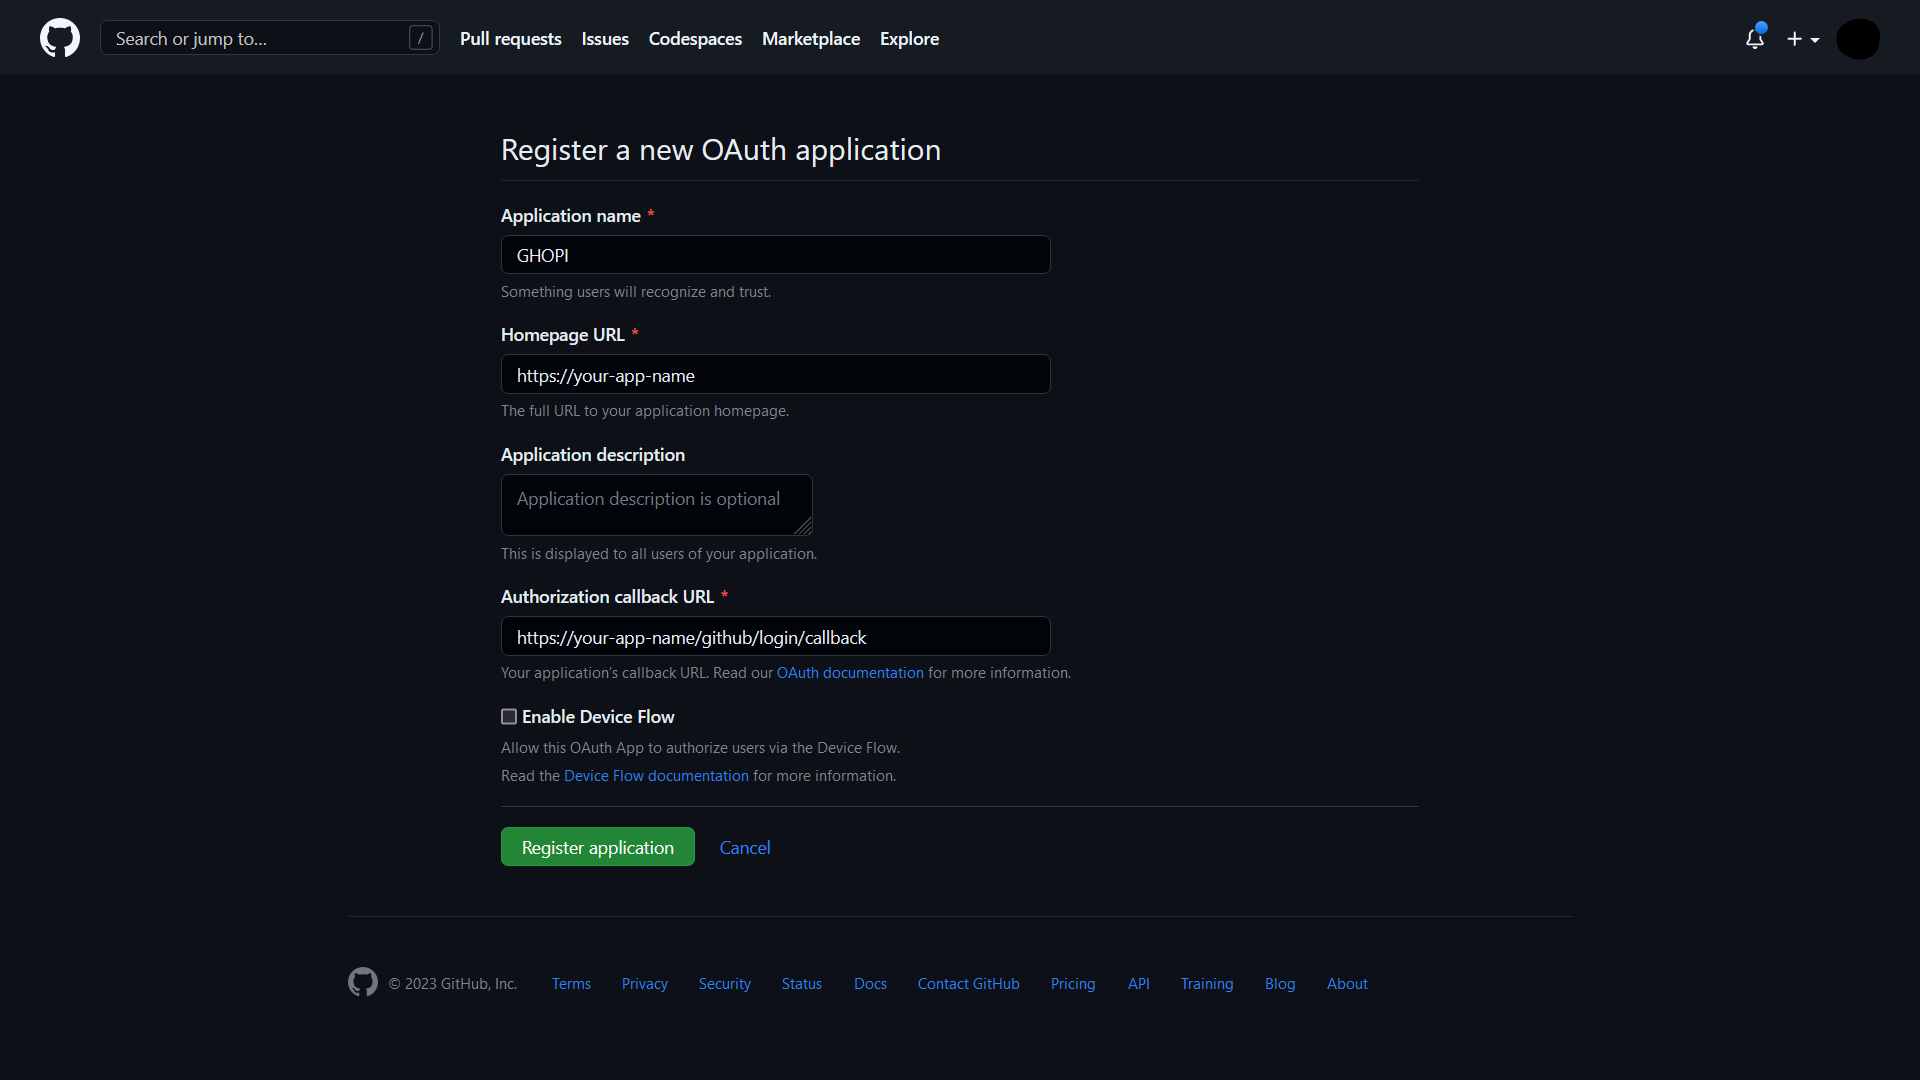 Search or jump to... /
Pull requests Issues Codespaces Marketplace Explore
Register a new OAuth application
Application name *
GHOPI
Something users will recognize and trust.
Homepage URL *
https://your-app-name
The full URL to your application homepage.
Application description
Application description is optional
This is displayed to all users of your application.
Authorization callback URL *
https://your-app-name/github/login/callback
Your application's callback URL. Read our OAuth documentation for more information.
Enable Device Flow
Allow this OAuth App to authorize users via the Device Flow.
Read the Device Flow documentation for more information.
Register application Cancel
© 2023 GitHub, Inc. Terms Privacy Security Status Docs Contact GitHub Pricing API Training Blog About